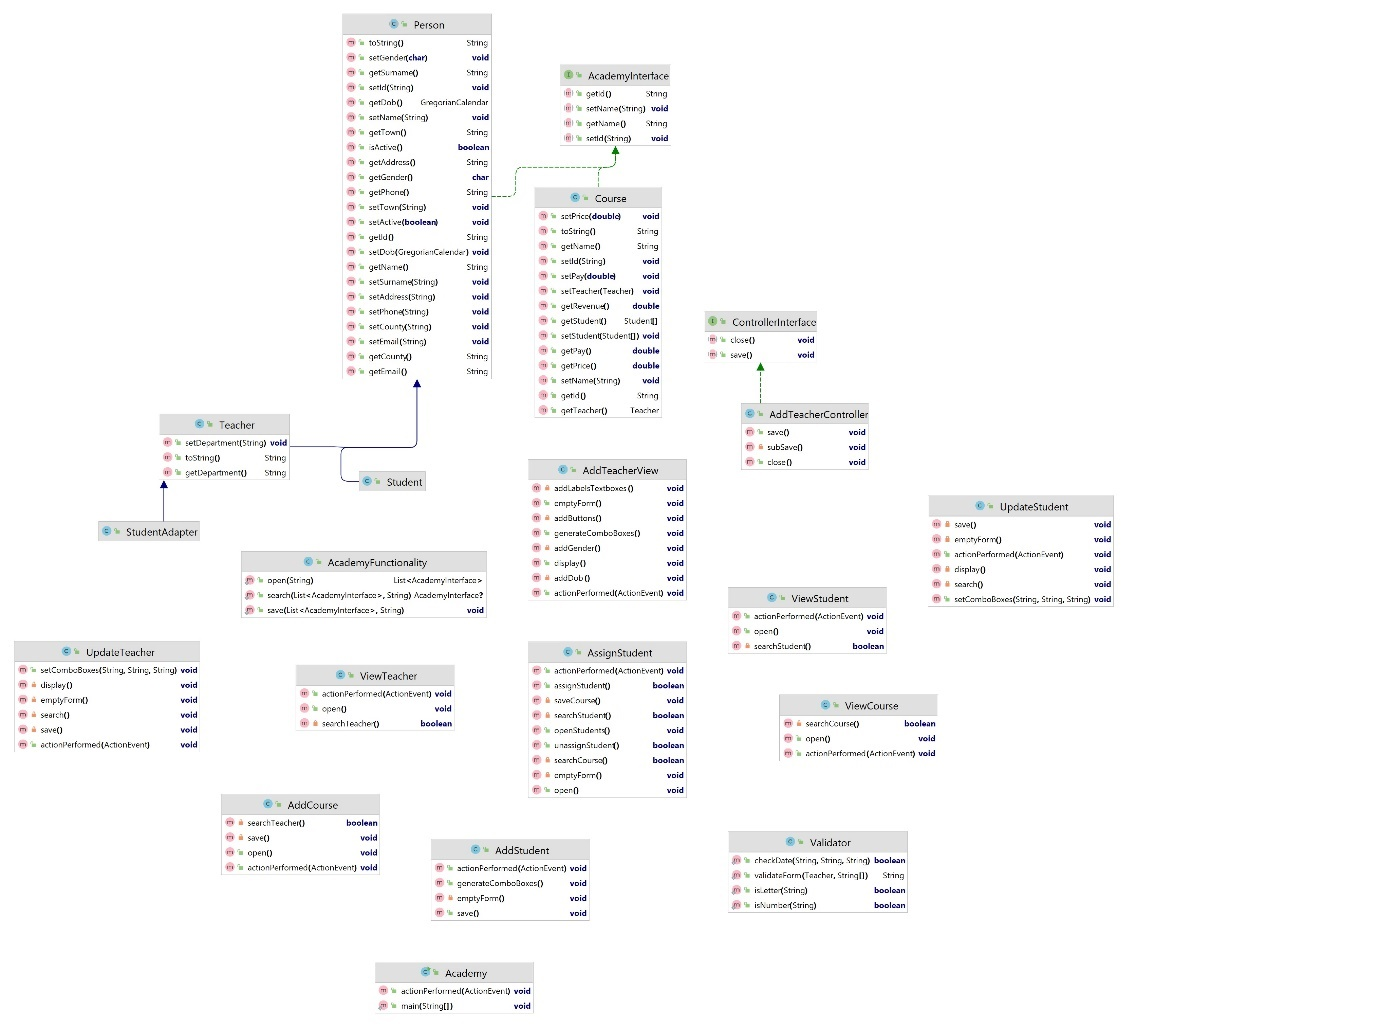 Person
toString() String
setGender(char) void
getSurname() String
setId(String) void
getDob() GregorianCalendar
setName(String) void
getTown() String
isActive() boolean
getAddress() String
getGender() char
getPhone() String
setTown(String) void
setActive(boolean) void
getId() String
setDob(GregorianCalendar) void
getName() String
setSurname(String) void
setAddress(String) void
setPhone(String) void
setCounty(String) void
setEmail(String) void
getCounty() String
getEmail() String
AcademyInterface
getId() String
setName(String) void
getName() String
setId(String) void
Course
setPrice(double) void
toString() String
getName() String
setId(String) void
setPay(double) void
setTeacher(Teacher) void
getRevenue() double
getStudent() Student[]
setStudent(Student[]) void
getPay() double
getPrice() double
setName(String) void
getId() String
getTeacher() Teacher
ControllerInterface
close() void
save() void
AddTeacherController
save() void
subSave() void
close() void
Teacher
setDepartment(String) void
toString() String
getDepartment() String
Student
StudentAdapter
AddTeacherView
addLabelsTextboxes() void
emptyForm() void
addButtons() void
generateComboBoxes() void
addGender() void
display() void
addDob() void
actionPerformed(ActionEvent) void
UpdateStudent
save() void
emptyForm() void
actionPerformed(ActionEvent) void
display() void
search() void
setComboBoxes(String, String, String) void
AcademyFunctionality
open(String) List<AcademyInterface>
search(List<AcademyInterface>, String) AcademyInterface?
save(List<AcademyInterface>, String) void
ViewStudent
actionPerformed(ActionEvent) void
open() void
searchStudent() boolean
UpdateTeacher
setComboBoxes(String, String, String) void
display() void
emptyForm() void
search() void
save() void
actionPerformed(ActionEvent) void
ViewTeacher
actionPerformed(ActionEvent) void
open() void
searchTeacher() boolean
AssignStudent
actionPerformed(ActionEvent) void
assignStudent() boolean
saveCourse() void
searchStudent() boolean
openStudents() void
unassignStudent() boolean
searchCourse() boolean
emptyForm() void
open() void
ViewCourse
searchCourse() boolean
open() void
actionPerformed(ActionEvent) void
AddCourse
searchTeacher() boolean
save() void
open() void
actionPerformed(ActionEvent) void
AddStudent
actionPerformed(ActionEvent) void
generateComboBoxes() void
emptyForm() void
save() void
Validator
checkDate(String, String, String) boolean
validateForm(Teacher, String[]) String
isLetter(String) boolean
isNumber(String) boolean
Academy
actionPerformed(ActionEvent) void
main(String[]) void